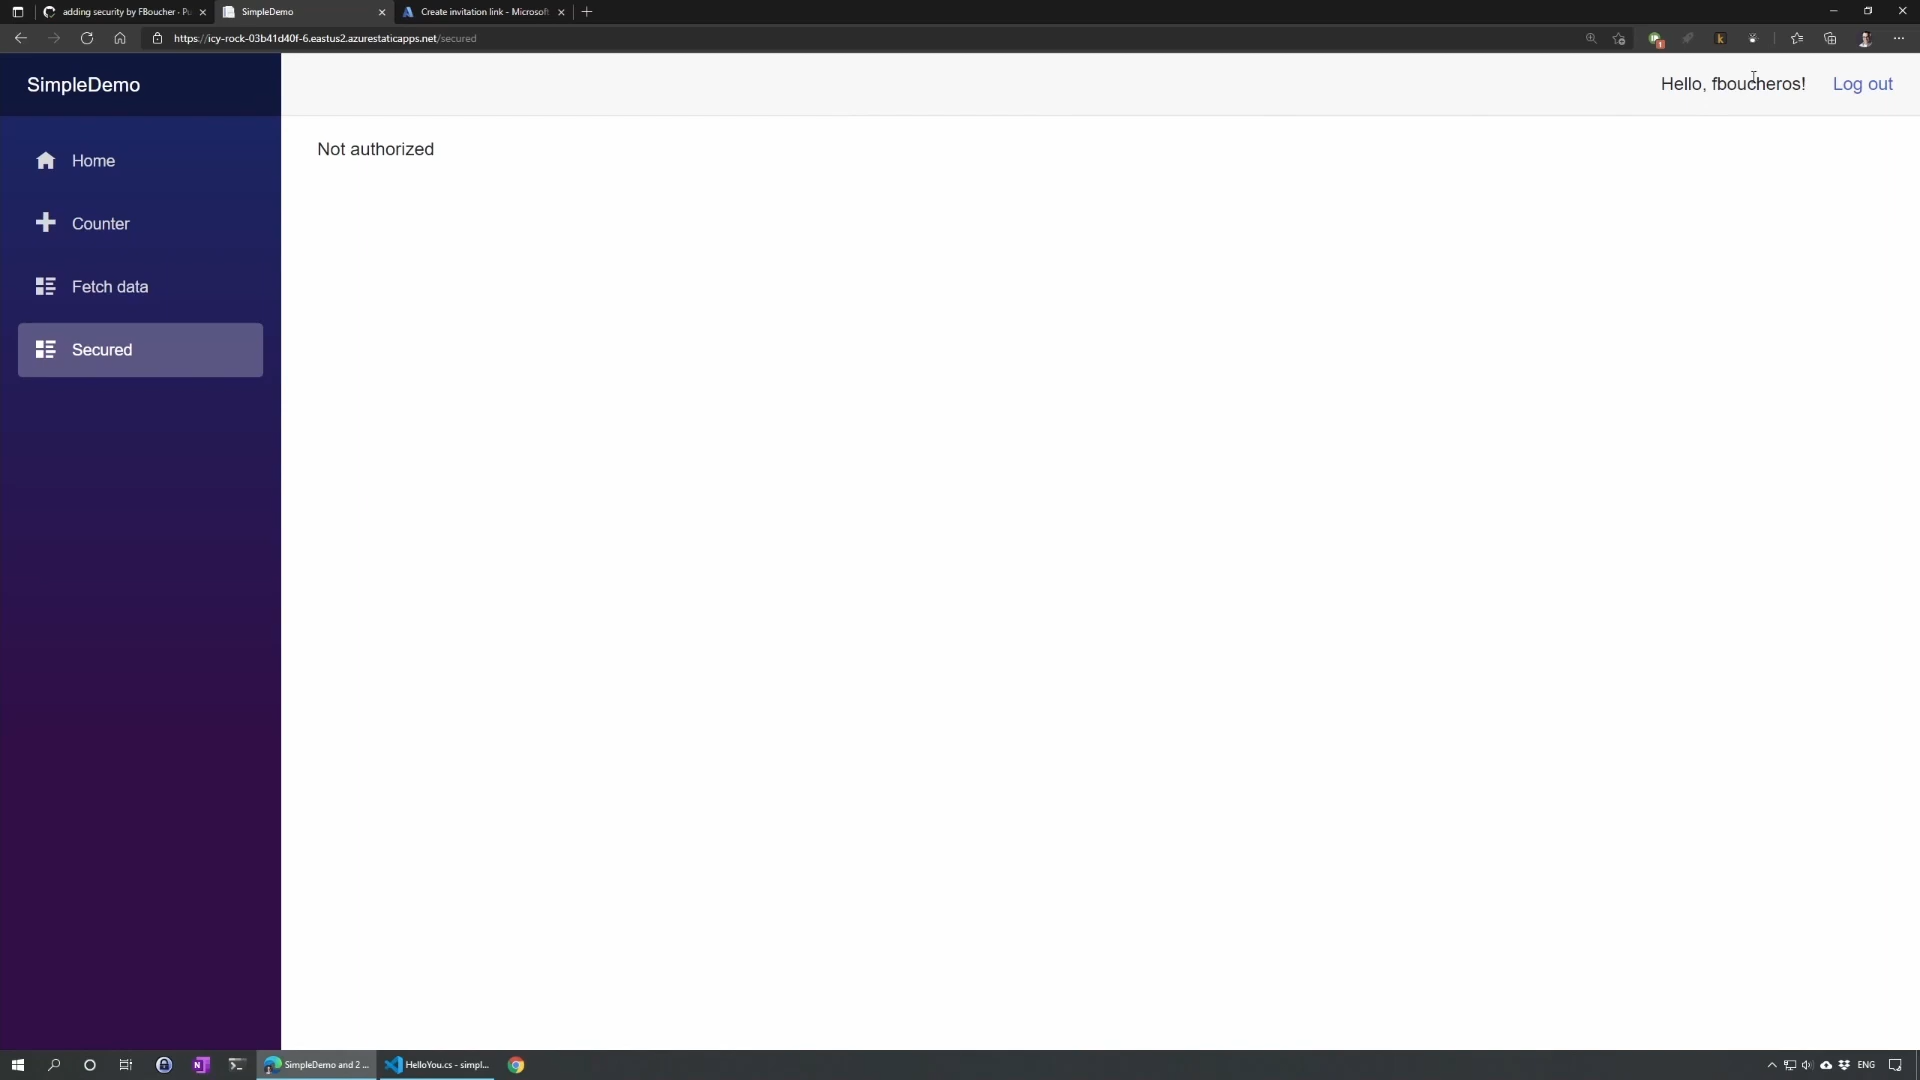 adding security by FBoucher · Pu
SimpleDemo
Create invitation link - Microsoft
https://icy-rock-03b41d40f-6.eastus2.azurestaticapps.net/secured
SimpleDemo
Hello, fboucheros!
Log out
Not authorized
Home
Counter
Fetch data
Secured
SimpleDemo and 2 ...
HelloYou.cs - simpl...
ENG